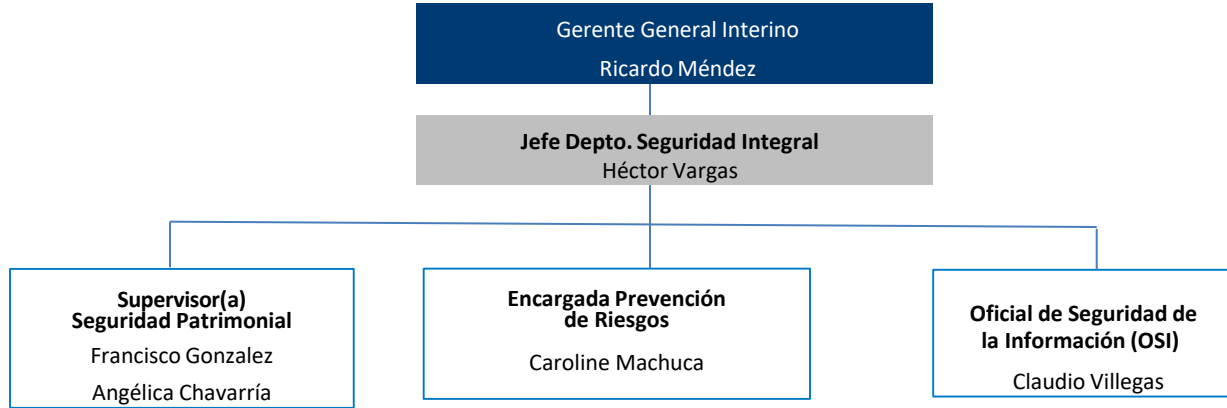 Gerente General Interino
Ricardo Méndez
Jefe Depto. Seguridad Integral
Héctor Vargas
Supervisor(a)
Seguridad Patrimonial
Francisco Gonzalez
Angélica Chavarría
Encargada Prevención
de Riesgos
Caroline Machuca
Oficial de Seguridad de
la Información (OSI)
Claudio Villegas